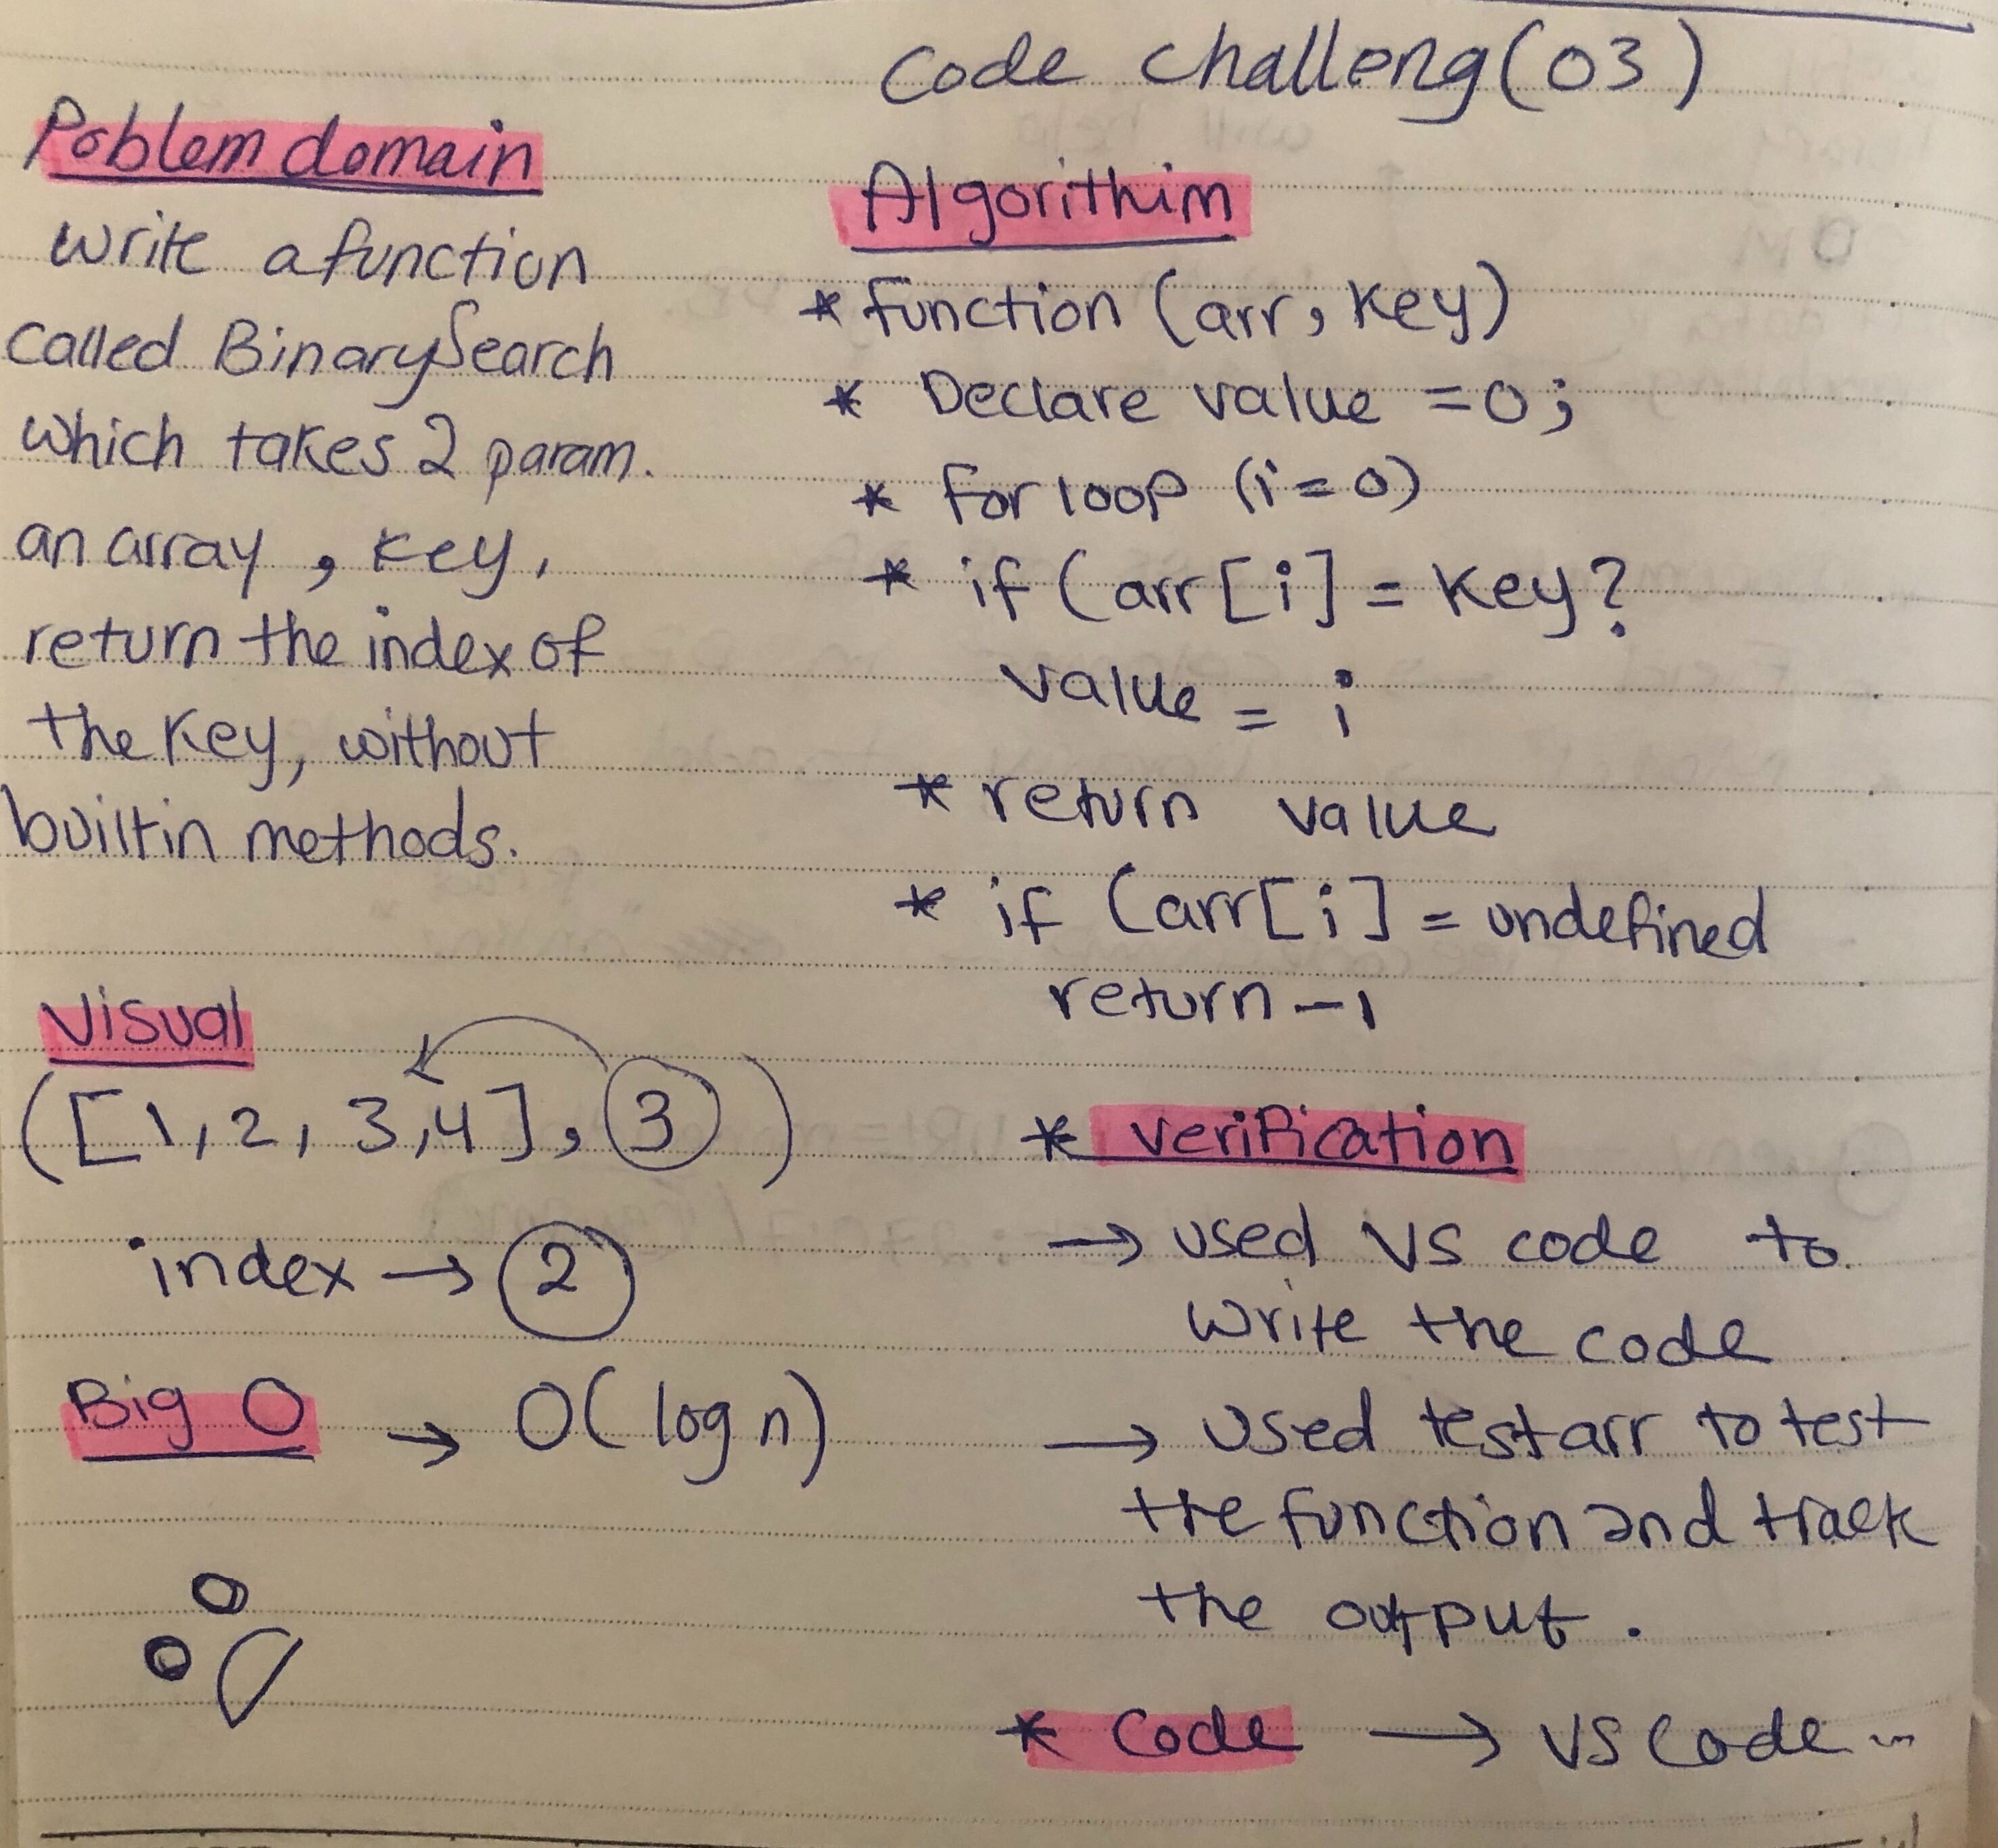 Code challeng(03)
Poblem domain
write a function
called BinarySearch
which takes 2 param.
an array , key,
return the index of
the key, without
builtin methods.
Visual
([1,2, 3,4], 3)
index → 2
Big O → O(log n)
Algorithim
* function (arr, key)
* Declare value =0;
* for loop (i=0)
* if (arr[i] = key?
value = i
* return value
* if (arr[i] = undefined
return -1
* verification
→ used VS code to
write the code
→ used test arr to test
the function and track
the output.
* Code → VS Code ...